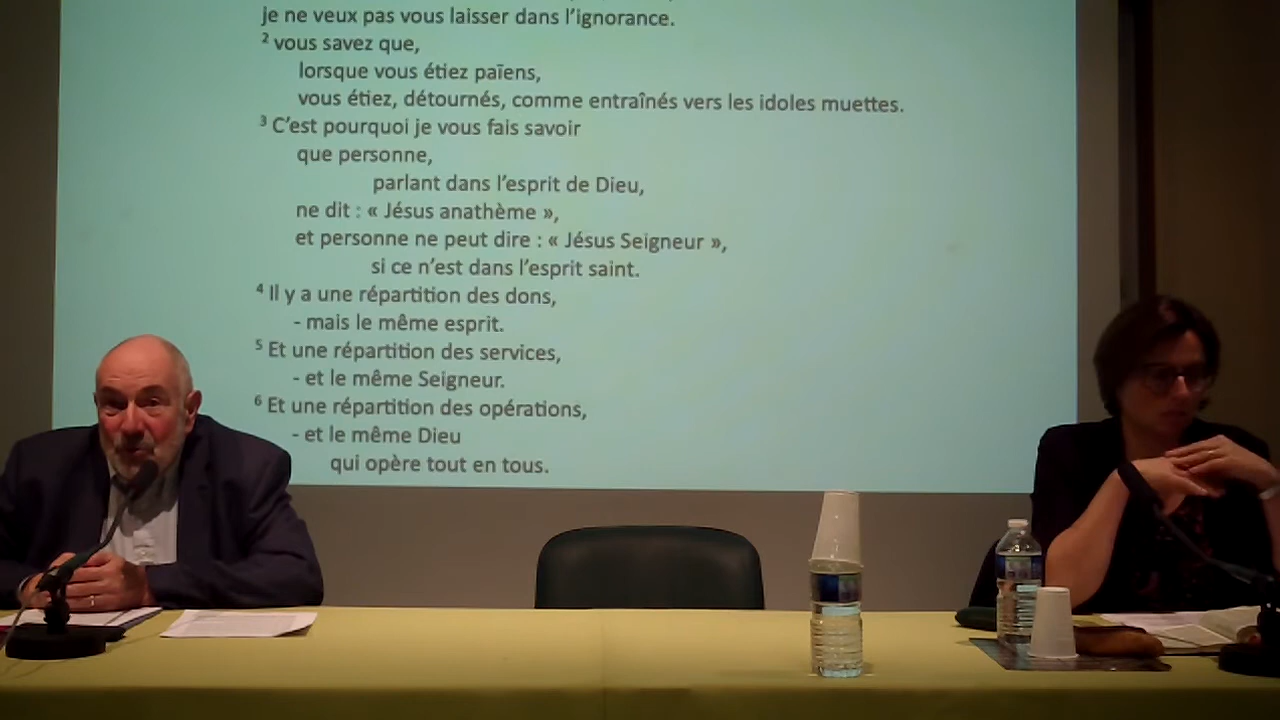 je ne veux pas vous laisser dans l’ignorance.
² vous savez que,
lorsque vous étiez païens,
vous étiez, détournés, comme entraînés vers les idoles muettes.
³ C’est pourquoi je vous fais savoir
que personne,
parlant dans l’esprit de Dieu,
ne dit : « Jésus anathème »,
et personne ne peut dire : « Jésus Seigneur »,
si ce n’est dans l’esprit saint.
⁴ Il y a une répartition des dons,
- mais le même esprit.
⁵ Et une répartition des services,
- et le même Seigneur.
⁶ Et une répartition des opérations,
- et le même Dieu
qui opère tout en tous.